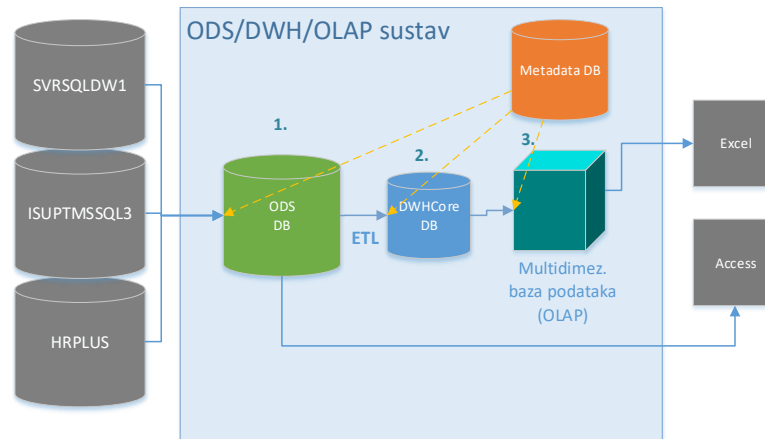 ODS/DWH/OLAP sustav
SVRSQLDW1
ISUPTMSSQL3
HRPLUS
Metadata DB
1.
2.
3.
ODS
DB
ETL
DWHCore
DB
Multidimez.
baza podataka
(OLAP)
Excel
Access